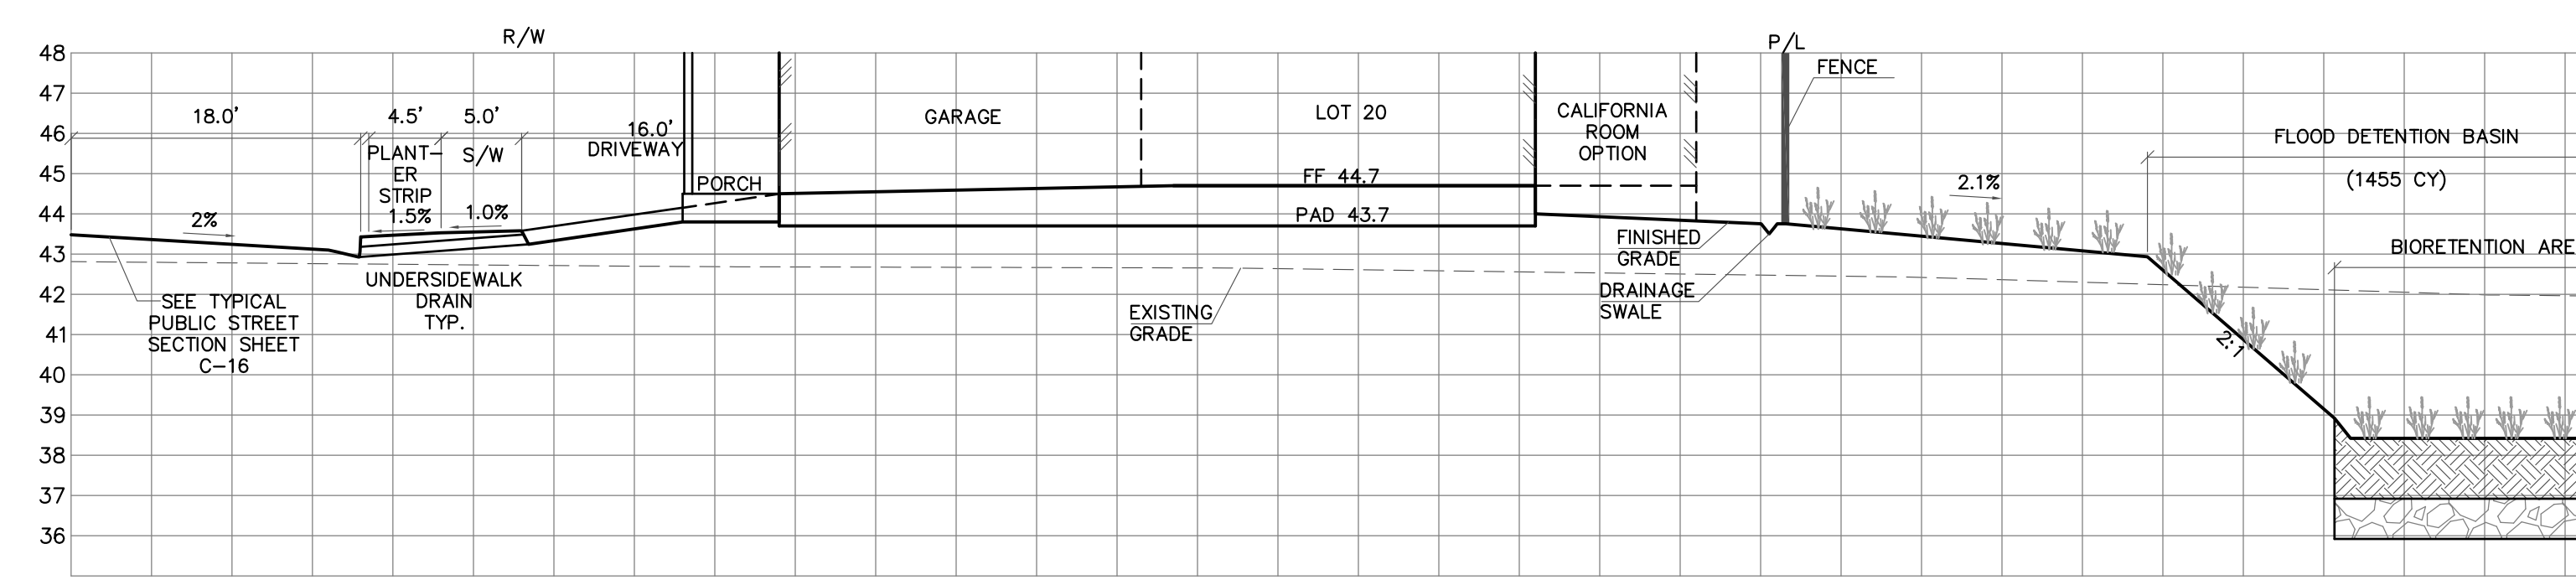 R/W
P/L
48
47
46
45
44
43
42
41
40
39
38
37
36
18.0'
4.5'
5.0'
16.0'
DRIVEWAY
PLANT-
ER
STRIP
1.5%
S/W
1.0%
2%
PORCH
GARAGE
LOT 20
FF 44.7
PAD 43.7
CALIFORNIA
ROOM
OPTION
FENCE
2.1%
FLOOD DETENTION BASIN
(1455 CY)
BIORETENTION ARE
FINISHED
GRADE
DRAINAGE
SWALE
EXISTING
GRADE
UNDERSIDEWALK
DRAIN
TYP.
SEE TYPICAL
PUBLIC STREET
SECTION SHEET
C-16
2:1